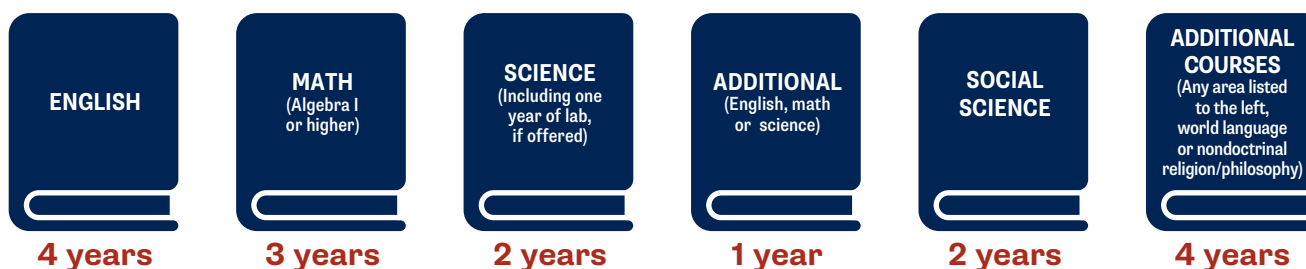 ENGLISH
4 years
MATH
(Algebra I
or higher)
3 years
SCIENCE
(Including one
year of lab,
if offered)
2 years
ADDITIONAL
(English, math
or science)
1 year
SOCIAL
SCIENCE
2 years
ADDITIONAL
COURSES
(Any area listed
to the left,
world language
or nondoctrinal
religion/philosophy)
4 years